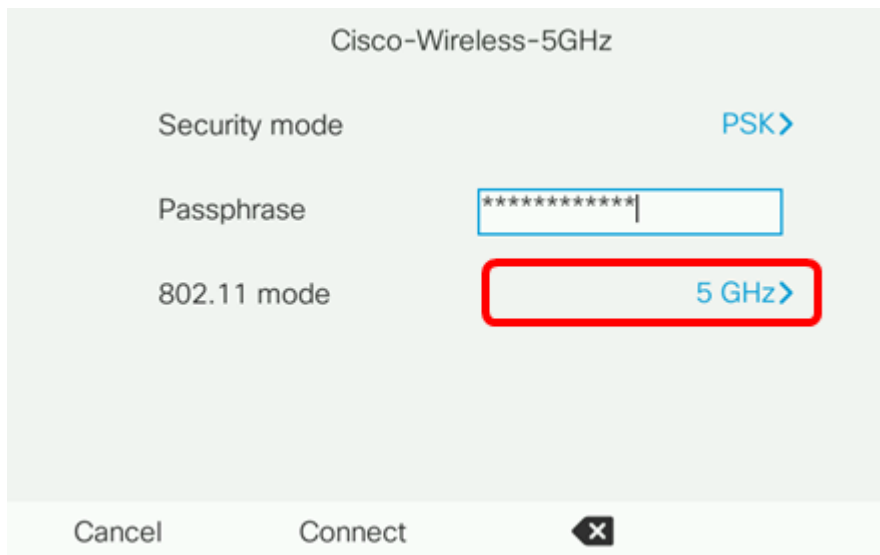 Cisco-Wireless-5GHz
Security mode PSK
Passphrase ************
802.11 mode 5 GHz
Cancel Connect